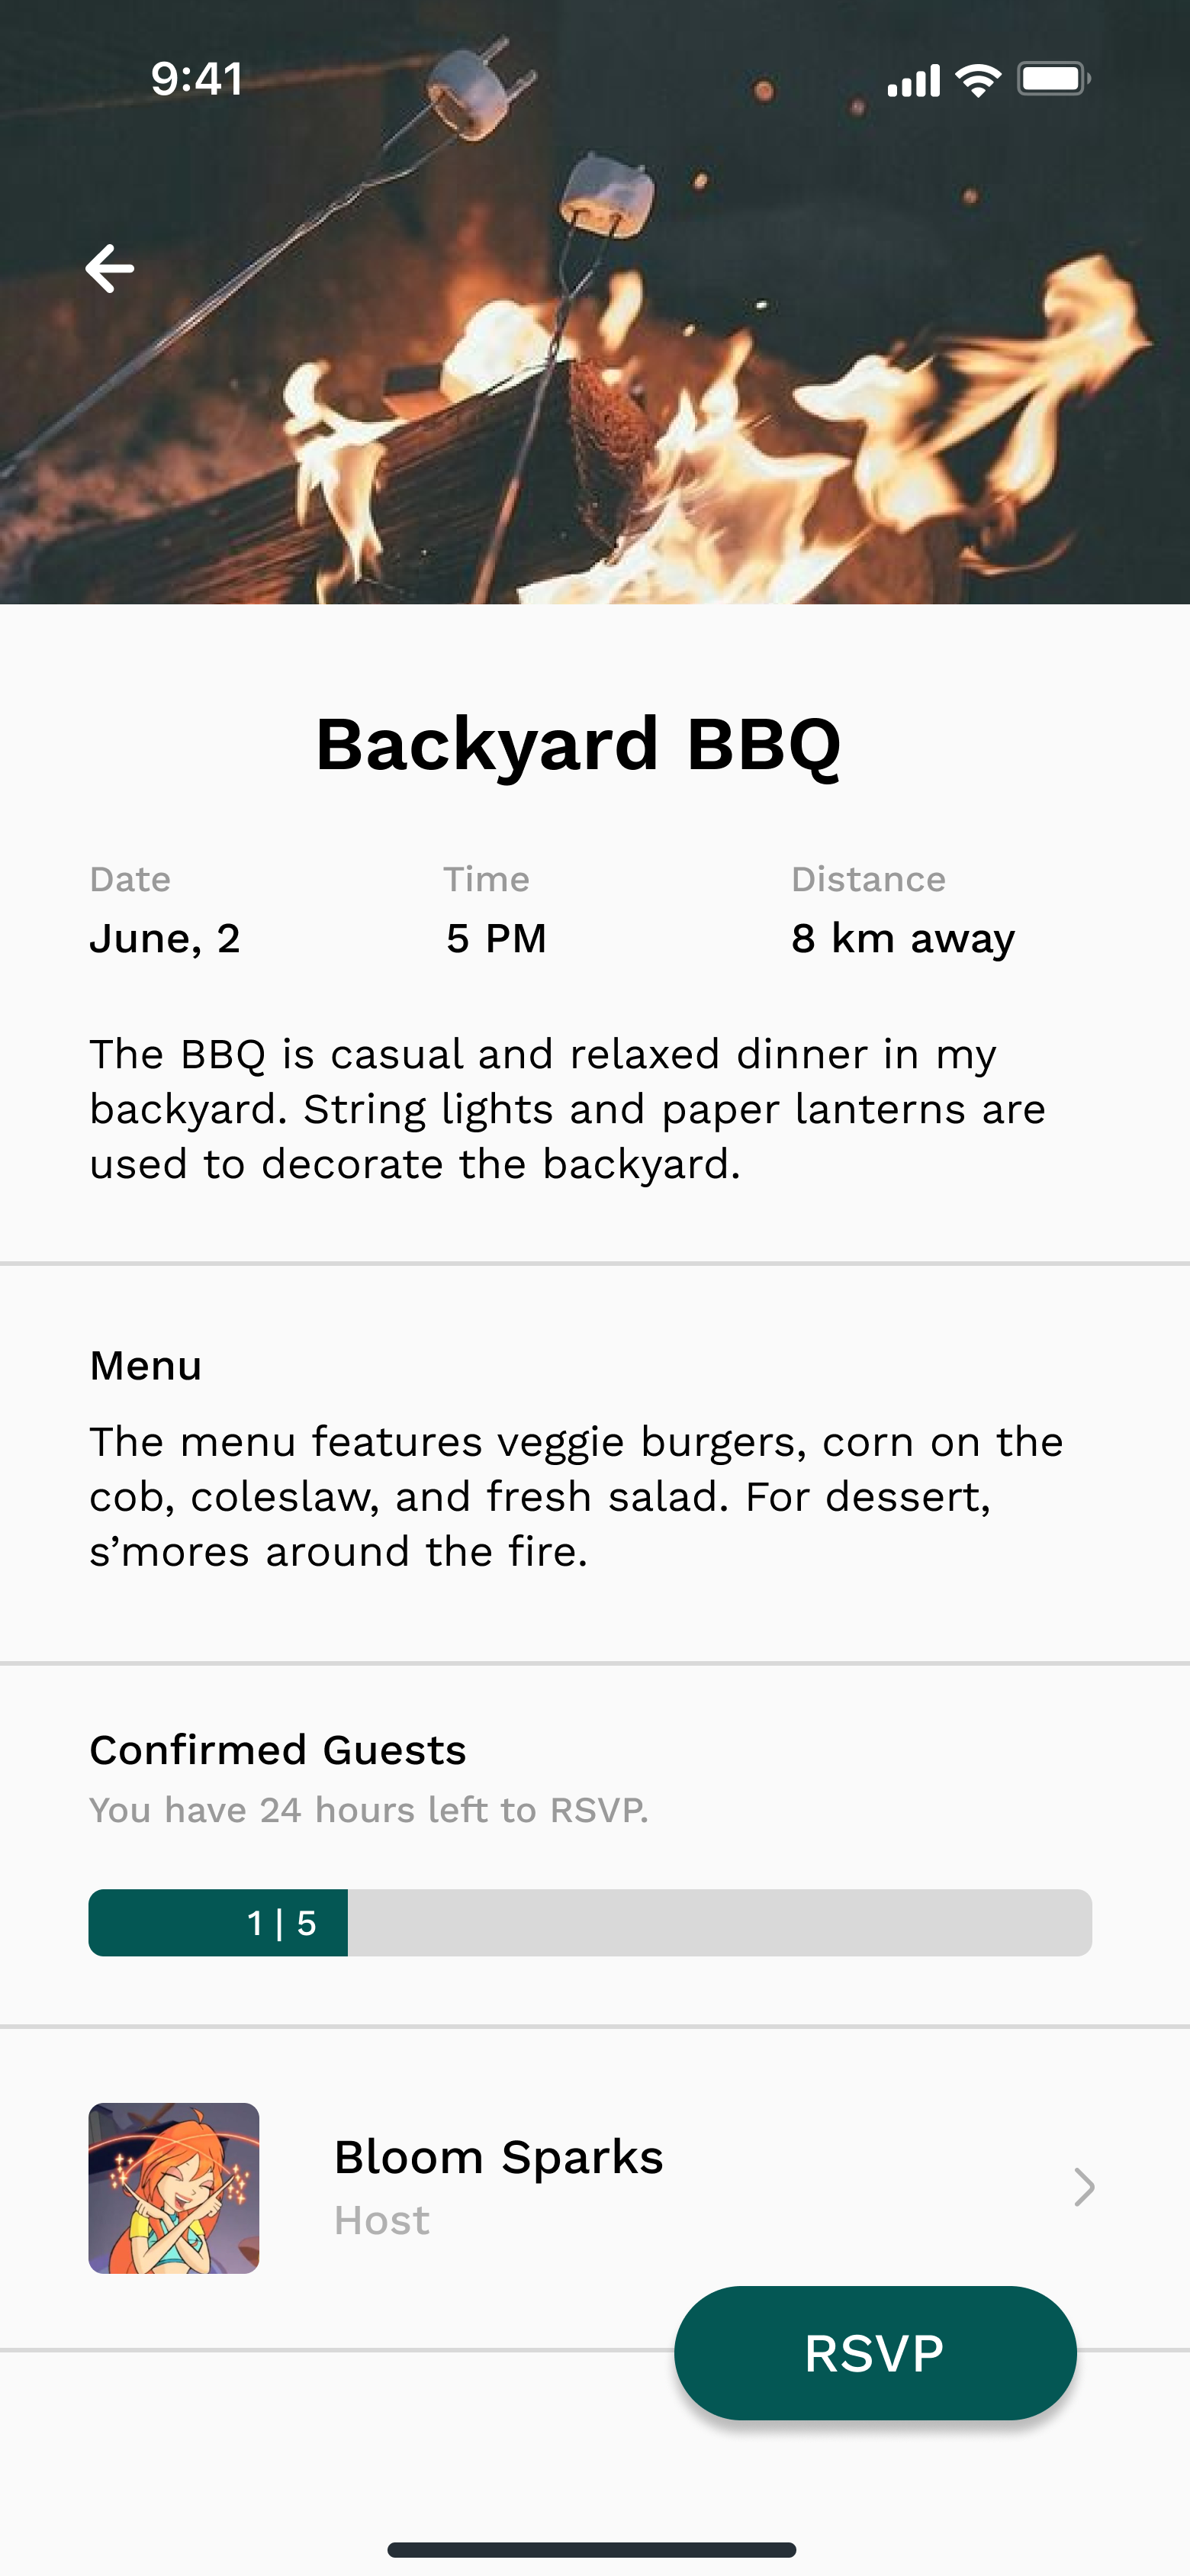 9:41
Backyard BBQ
Date Time Distance
June, 2 5 PM 8 km away
The BBQ is casual and relaxed dinner in my
backyard. String lights and paper lanterns are
used to decorate the backyard.
Menu
The menu features veggie burgers, corn on the
cob, coleslaw, and fresh salad. For dessert,
s’mores around the fire.
Confirmed Guests
You have 24 hours left to RSVP.
1 | 5
Bloom Sparks
Host
RSVP